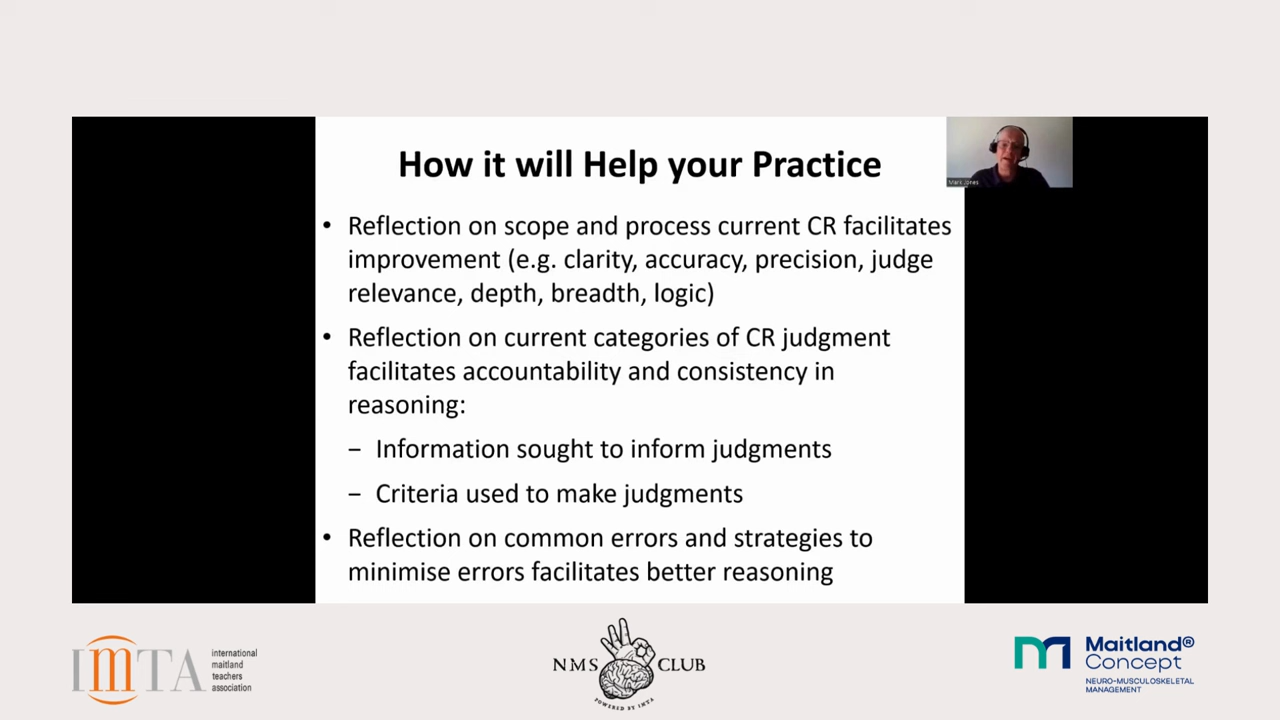 How it will Help your Practice
Mark Jones
• Reflection on scope and process current CR facilitates
improvement (e.g. clarity, accuracy, precision, judge
relevance, depth, breadth, logic)
• Reflection on current categories of CR judgment
facilitates accountability and consistency in
reasoning:
− Information sought to inform judgments
− Criteria used to make judgments
• Reflection on common errors and strategies to
minimise errors facilitates better reasoning
IMTA
international
maitland
teachers
association
NMS CLUB
POWERED BY IMTA
Maitland®
Concept
NEURO-MUSCULOSKELETAL
MANAGEMENT